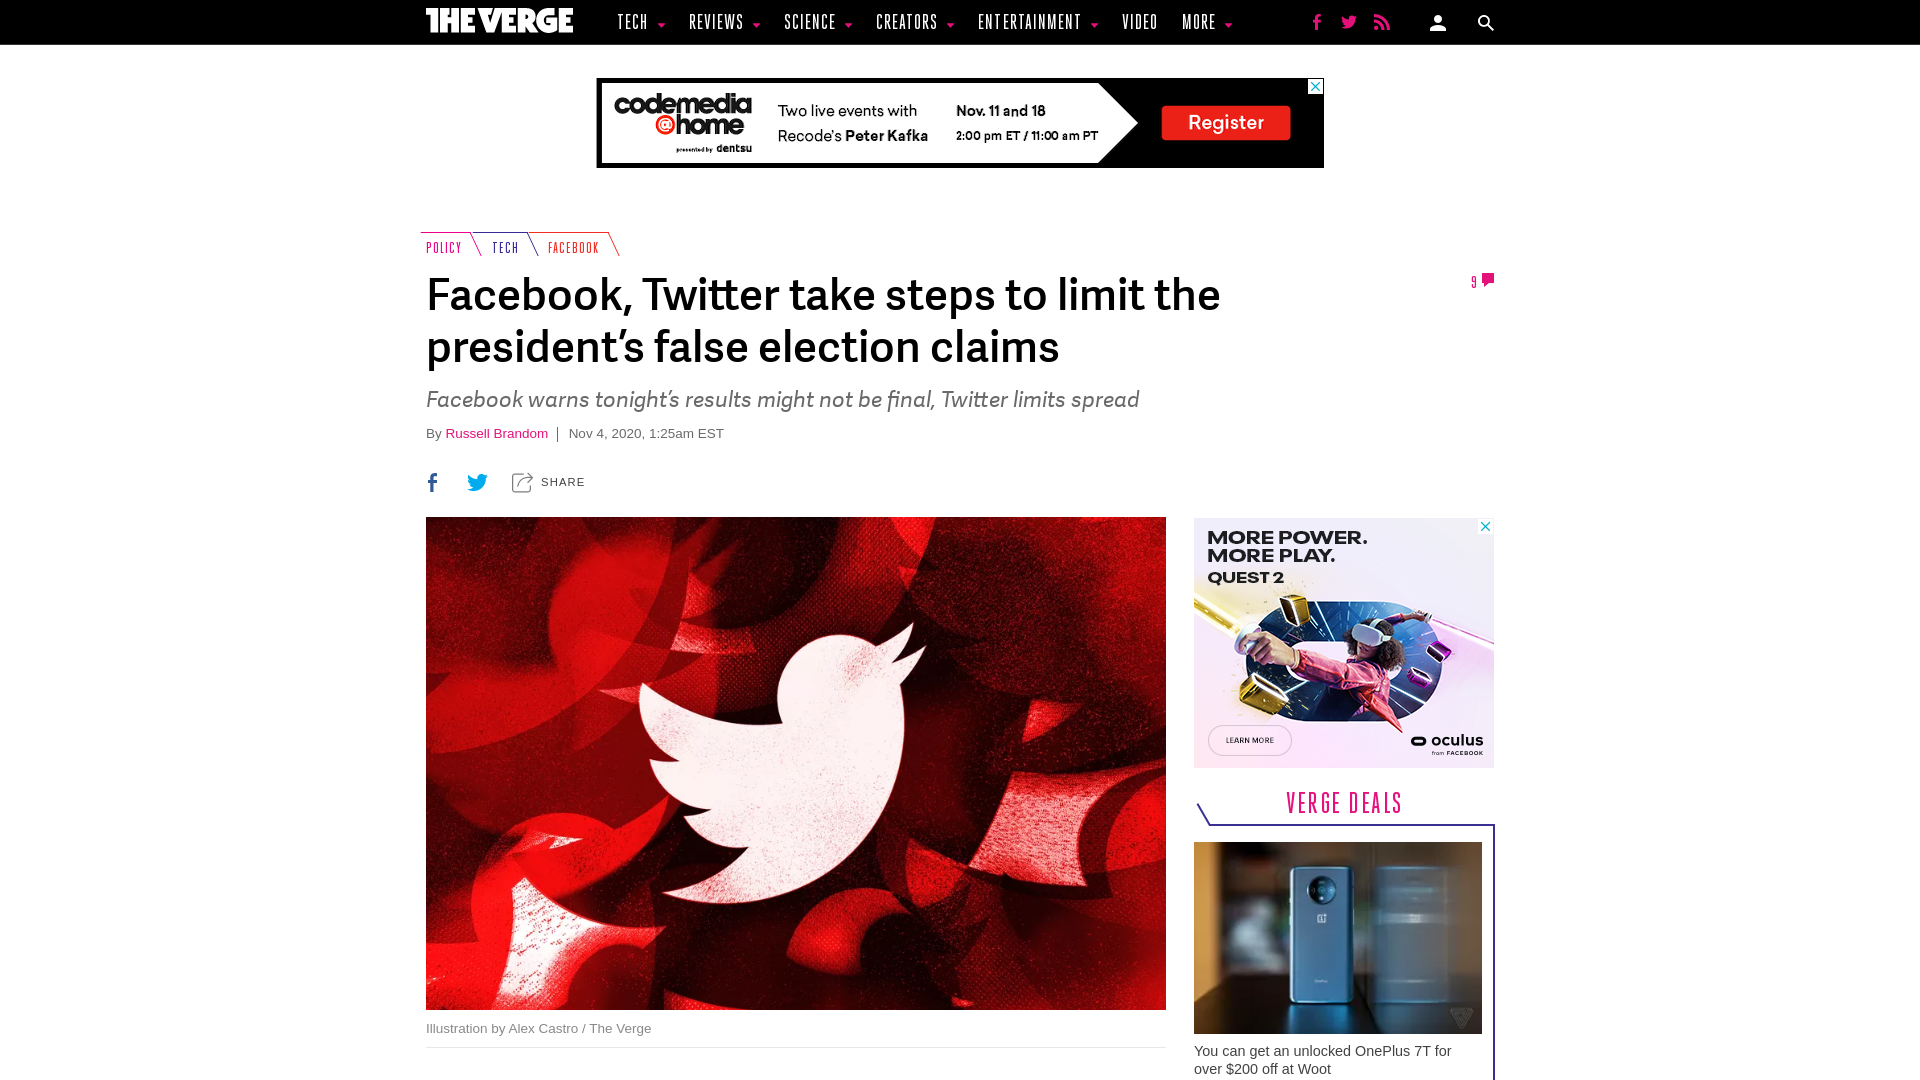 THE VERGE
TECH REVIEWS SCIENCE CREATORS ENTERTAINMENT VIDEO MORE
codemedia
@home
presented by dentsu
Two live events with
Recode's Peter Kafka
Nov. 11 and 18
2:00 pm ET / 11:00 am PT
Register
POLICY TECH FACEBOOK
Facebook, Twitter take steps to limit the
president's false election claims
9
Facebook warns tonight's results might not be final, Twitter limits spread
By Russell Brandom | Nov 4, 2020, 1:25am EST
SHARE
MORE POWER.
MORE PLAY.
QUEST 2
LEARN MORE
oculus
from FACEBOOK
VERGE DEALS
Illustration by Alex Castro / The Verge
You can get an unlocked OnePlus 7T for
over $200 off at Woot